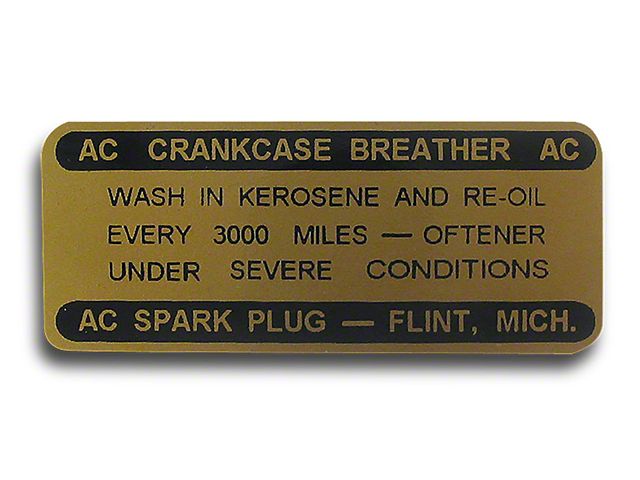 AC CRANKCASE BREATHER AC
WASH IN KEROSENE AND RE-OIL
EVERY 3000 MILES — OFTENER
UNDER SEVERE CONDITIONS
AC SPARK PLUG — FLINT, MICH.